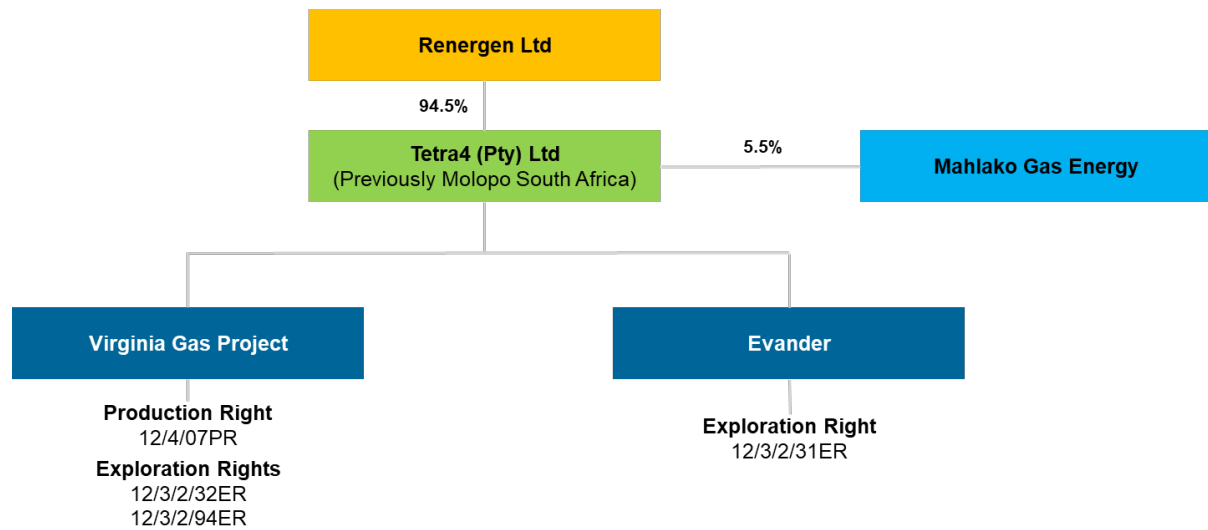 Renergen Ltd
94.5%
Tetra4 (Pty) Ltd
(Previously Molopo South Africa)
5.5%
Mahlako Gas Energy
Virginia Gas Project
Evander
Production Right
12/4/07PR
Exploration Rights
12/3/2/32ER
12/3/2/94ER
Exploration Right
12/3/2/31ER